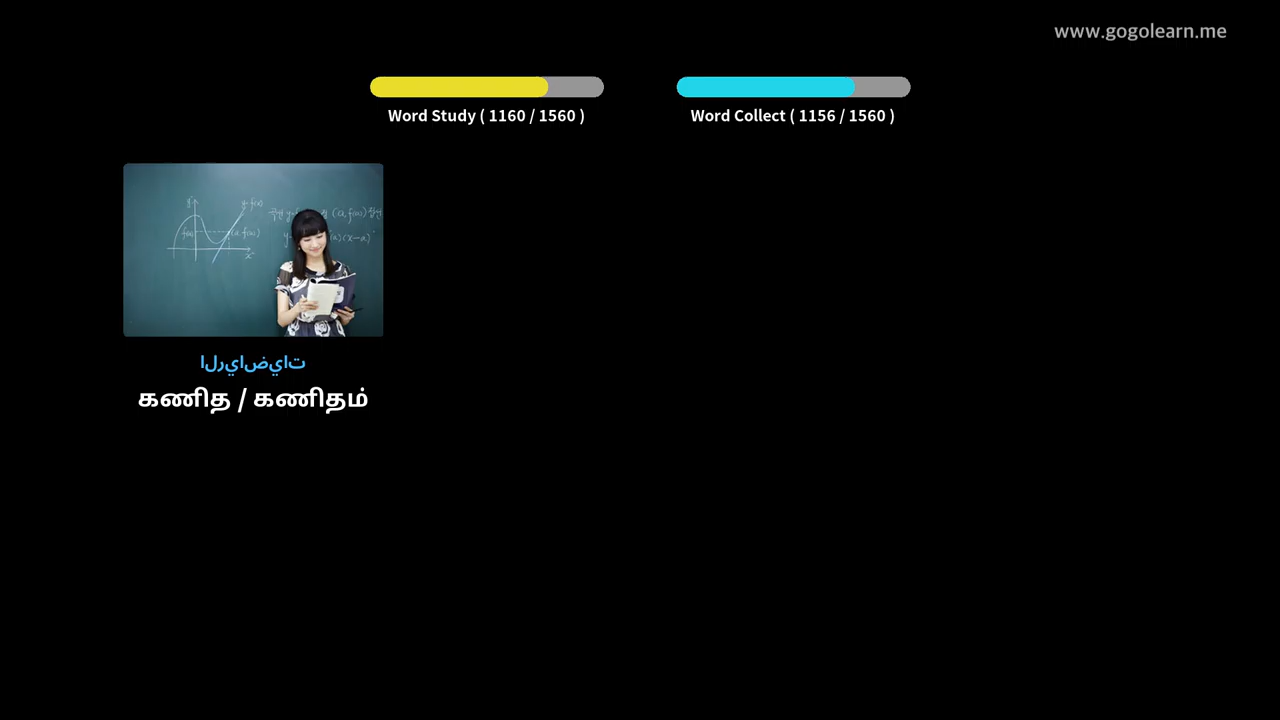 www.gogolearn.me
Word Study ( 1160 / 1560 )
Word Collect ( 1156 / 1560 )
y=f(x)
f(a)
(a, f(a))
x
(a, f(a))
(x-a)
الرياضيات
கணித / கணிதம்